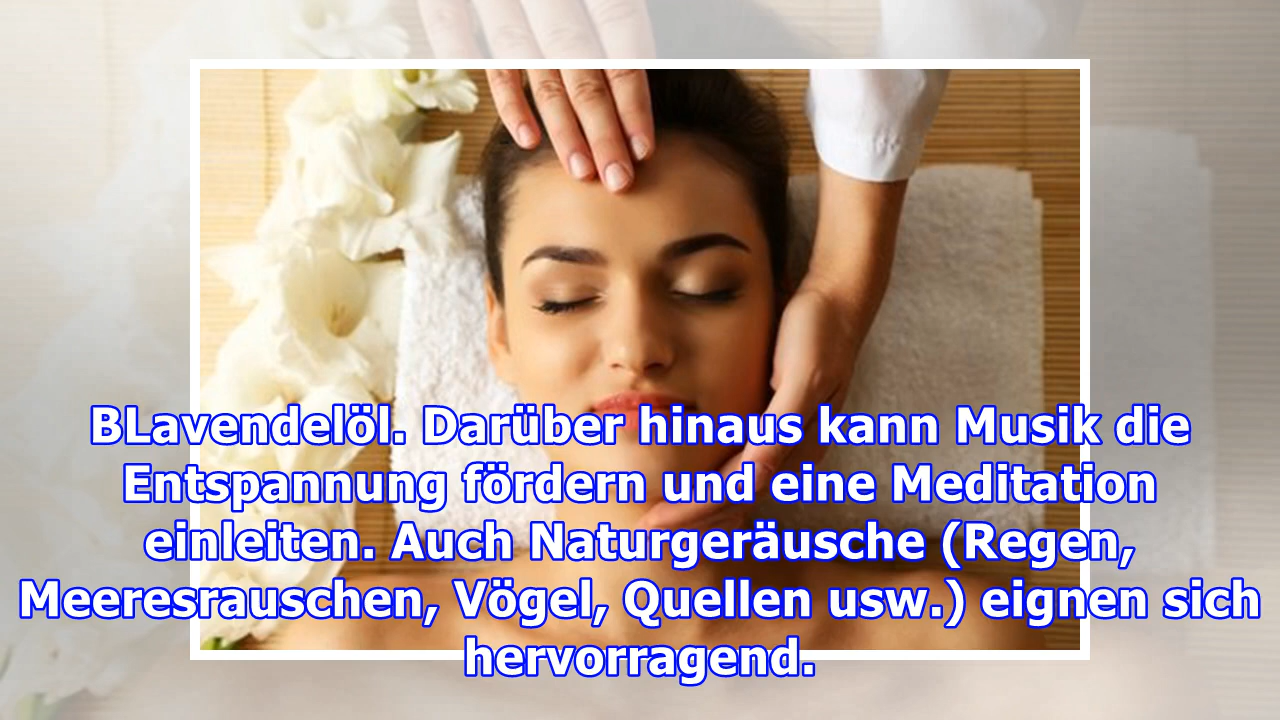 BLavendelöl. Darüber hinaus kann Musik die
Entspannung fördern und eine Meditation
einleiten. Auch Naturgeräusche (Regen,
Meeresrauschen, Vögel, Quellen usw.) eignen sich
hervorragend.